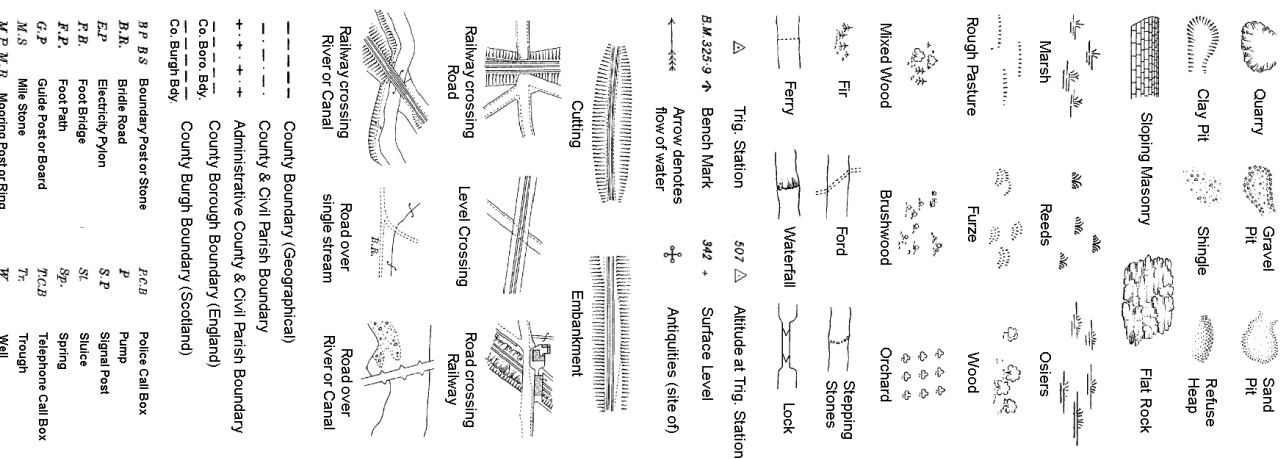 Quarry
Gravel
Pit
Sand
Pit
Clay Pit
Shingle
Refuse
Heap
Sloping Masonry
Flat Rock
Marsh
Reeds
Osiers
Rough Pasture
Furze
Wood
Mixed Wood
Brushwood
Orchard
Fir
Ford
Stepping
Stones
Ferry
Waterfall
Lock
Trig. Station
507
Altitude at Trig. Station
B.M.325·9
Bench Mark
342 +
Surface Level
Arrow denotes
flow of water
Antiquities (site of)
Cutting
Embankment
Railway crossing
Road
Level Crossing
Road crossing
Railway
Railway crossing
River or Canal
B.R.
Road over
single stream
Road over
River or Canal
County Boundary (Geographical)
County & Civil Parish Boundary
Administrative County & Civil Parish Boundary
Co. Boro. Bdy.
County Borough Boundary (England)
Co. Burgh Bdy.
County Burgh Boundary (Scotland)
B P B S Boundary Post or Stone
P.C.B Police Call Box
B.R. Bridle Road
P Pump
E.P Electricity Pylon
S.P Signal Post
F.B. Foot Bridge
Sl. Sluice
F.P. Foot Path
Sp. Spring
G.P Guide Post or Board
T.C.B Telephone Call Box
M.S Mile Stone
Tr. Trough
M P M.R Mooring Post or Ring
W Well